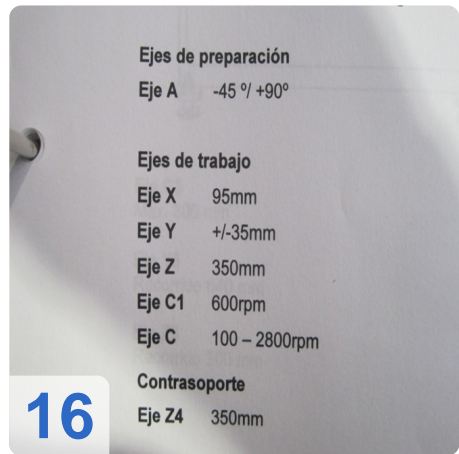 Ejes de preparación
Eje A -45 º/ +90º
Ejes de trabajo
Eje X 95mm
Eje Y +/-35mm
Eje Z 350mm
Eje C1 600rpm
Eje C 100 – 2800rpm
Contrasoporte
Eje Z4 350mm
16